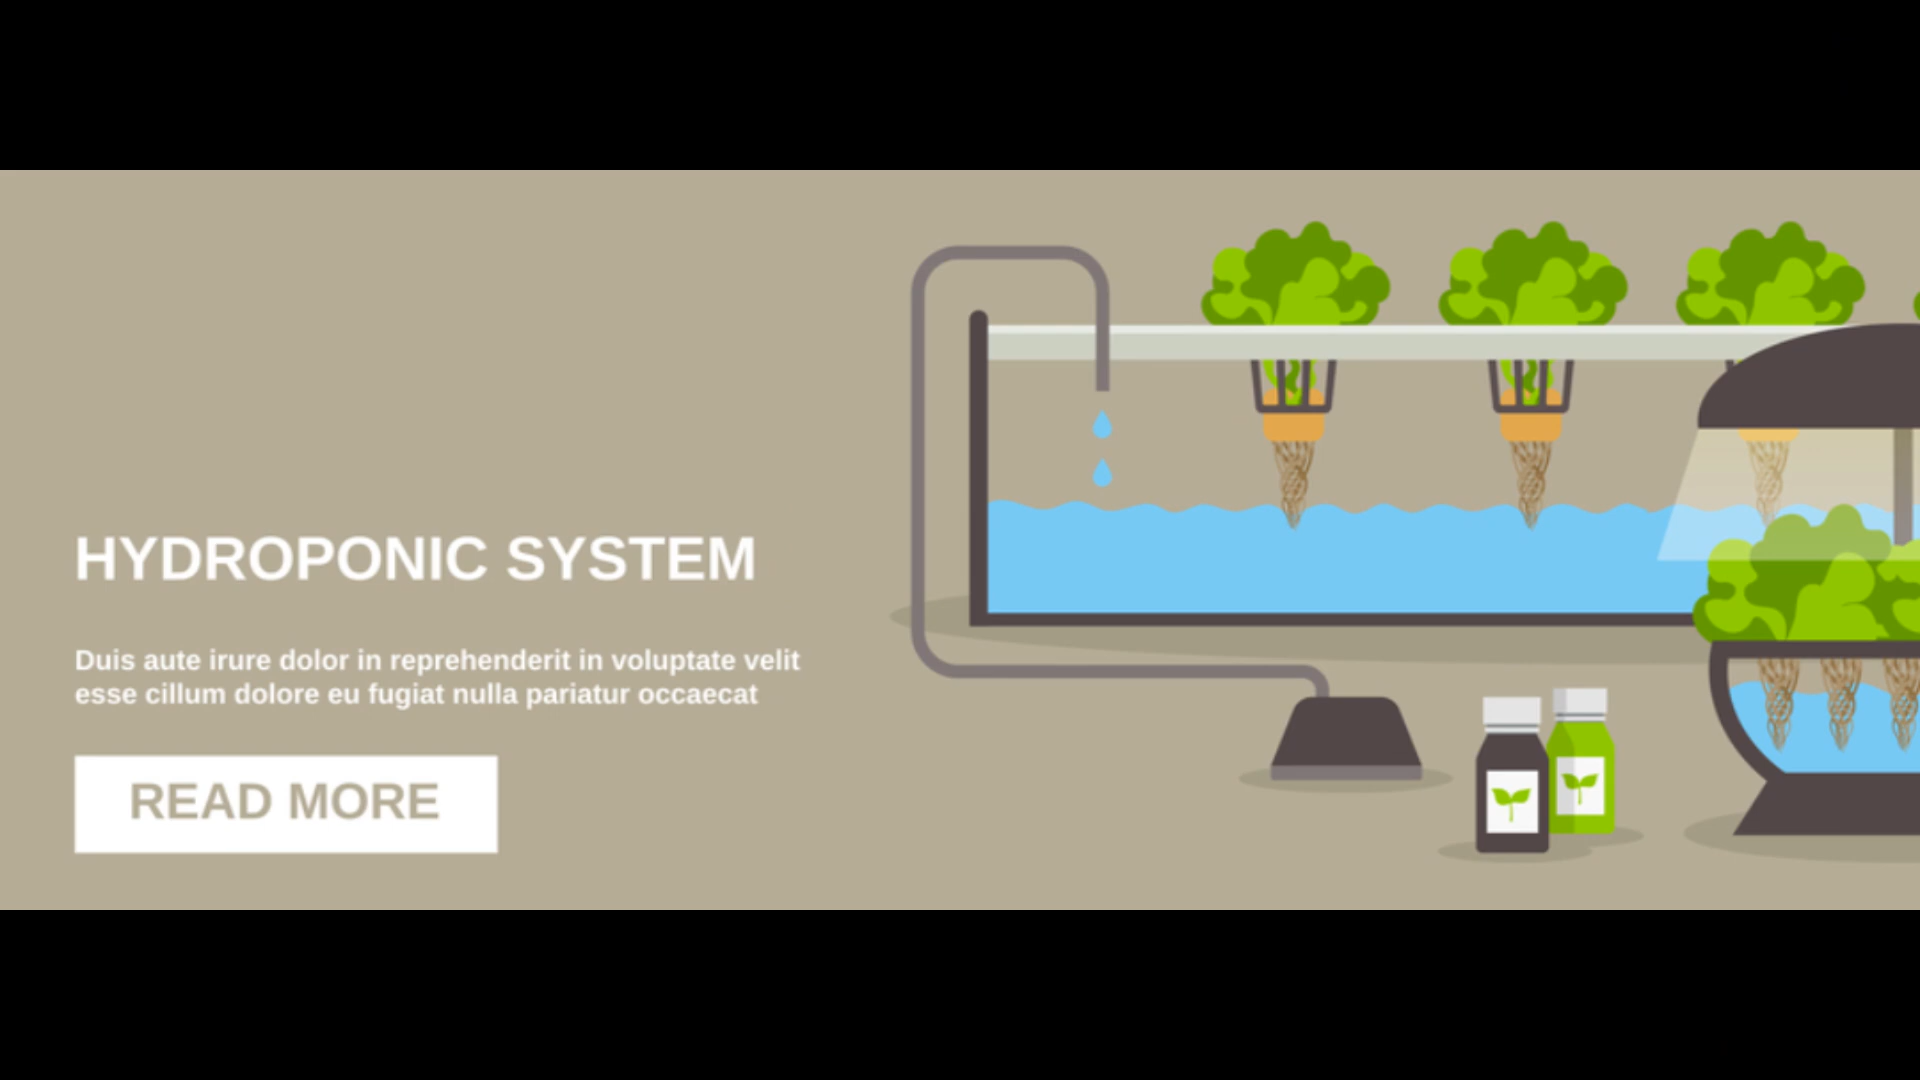 HYDROPONIC SYSTEM
Duis aute irure dolor in reprehenderit in voluptate velit
esse cillum dolore eu fugiat nulla pariatur occaecat
READ MORE